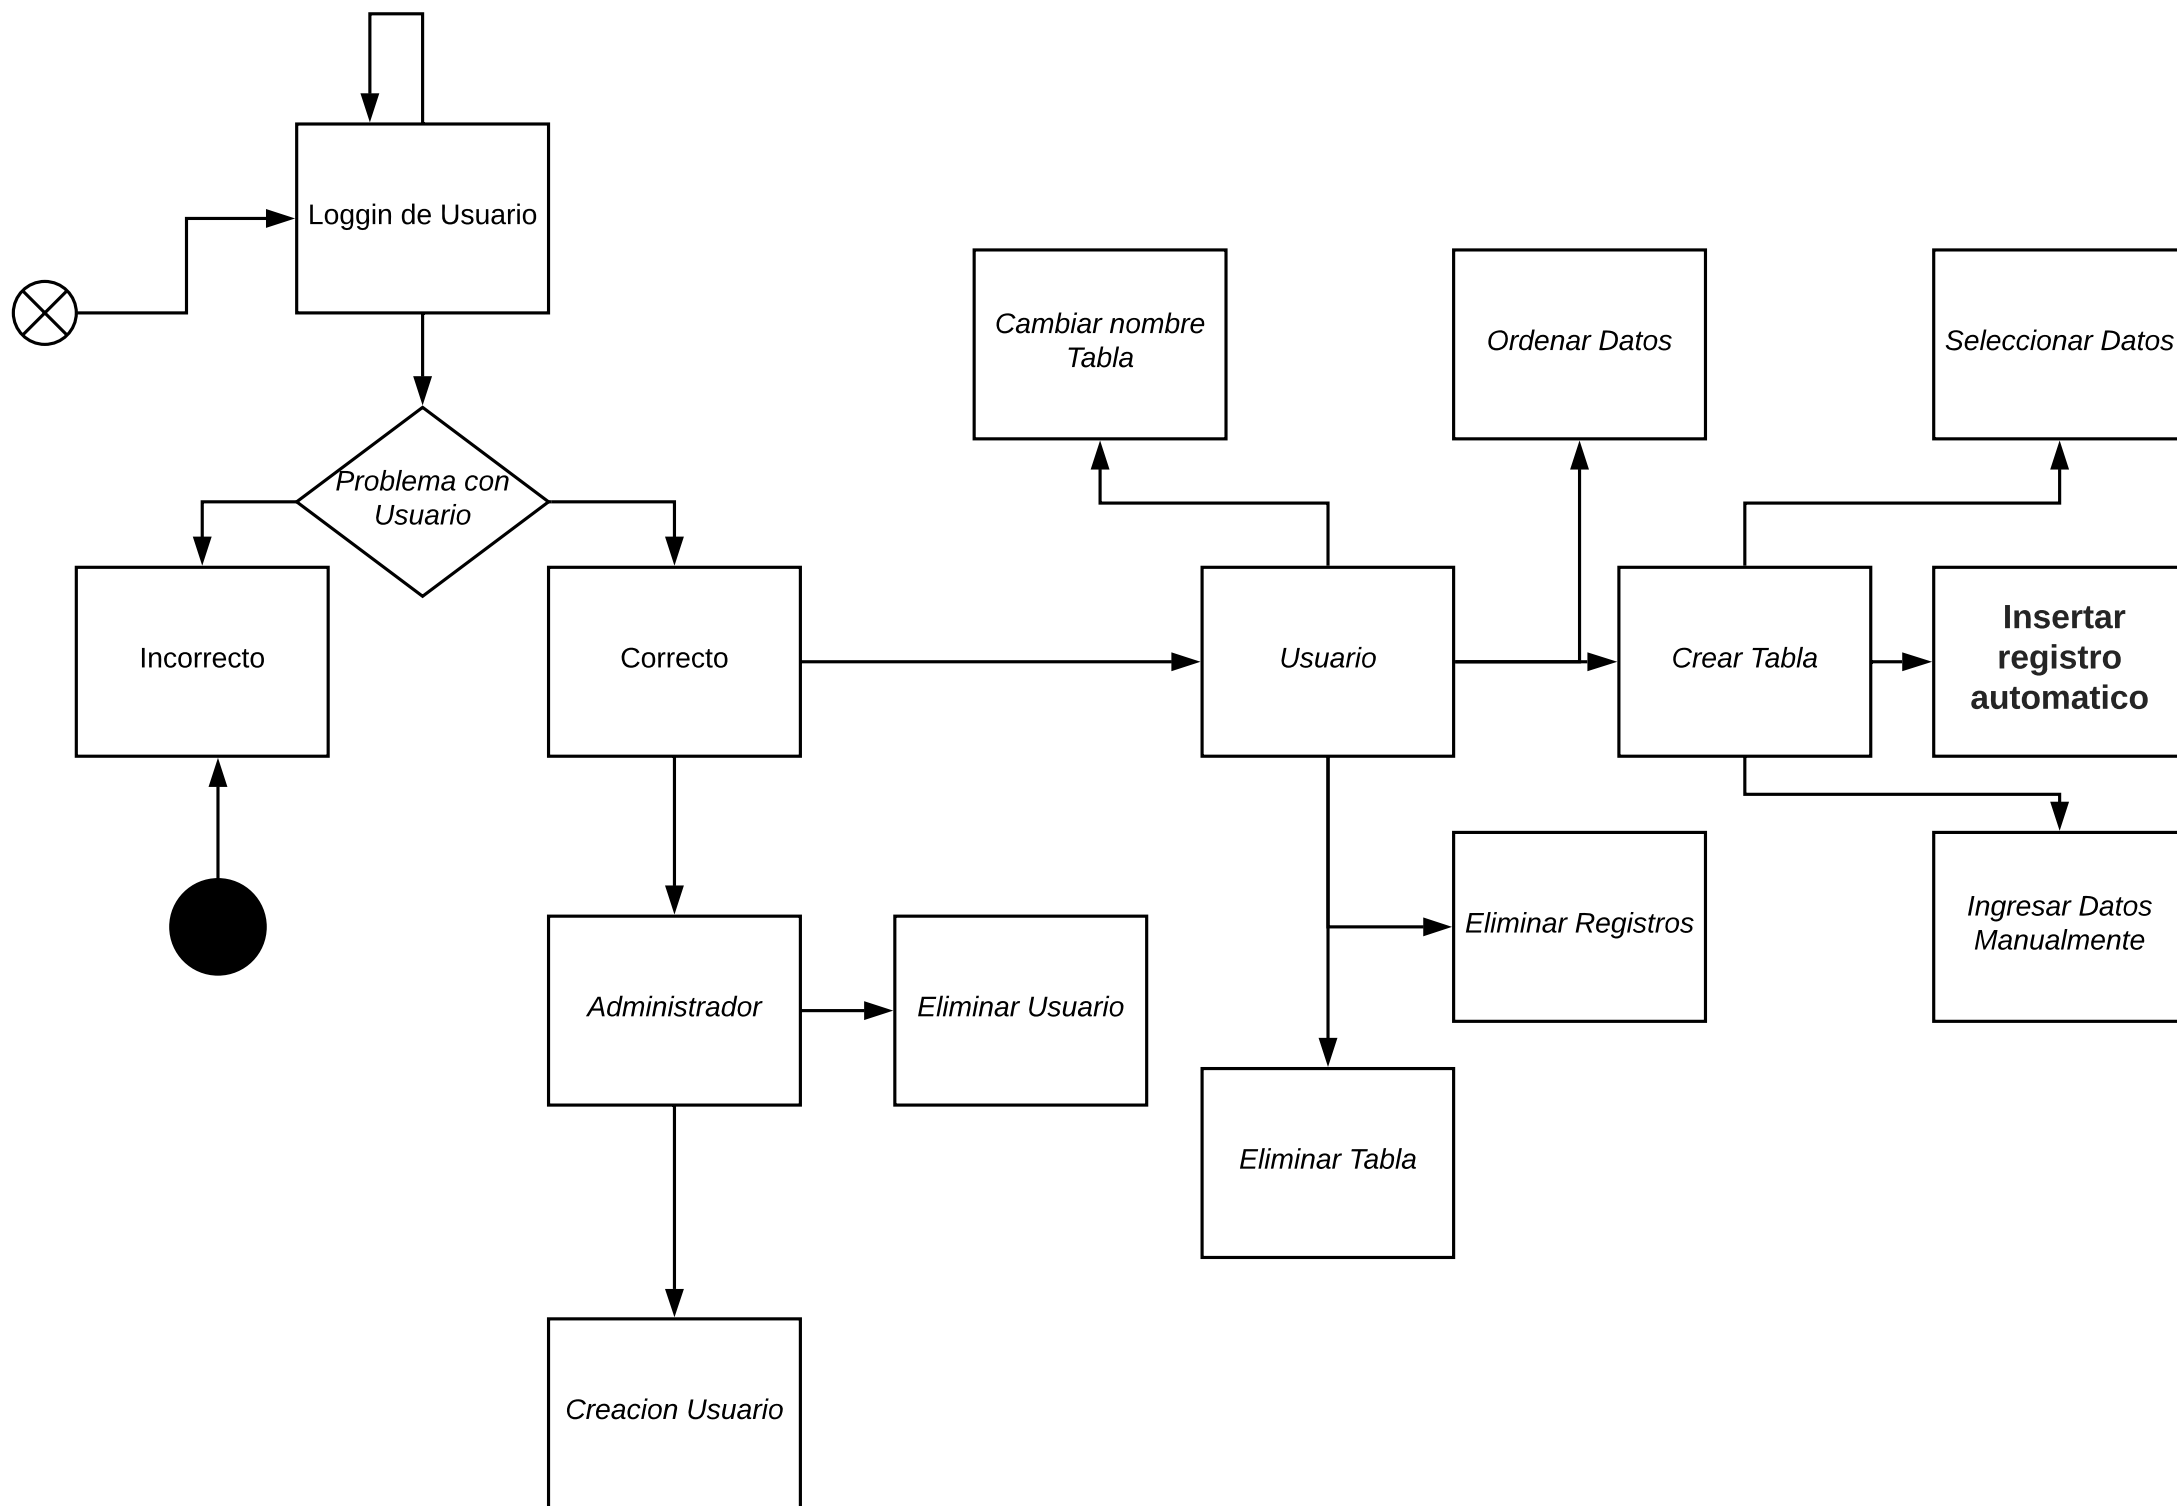 Loggin de Usuario
Cambiar nombre
Tabla
Ordenar Datos
Seleccionar Datos
Problema con
Usuario
Incorrecto
Correcto
Usuario
Crear Tabla
Insertar
registro
automatico
Eliminar Registros
Ingresar Datos
Manualmente
Administrador
Eliminar Usuario
Eliminar Tabla
Creacion Usuario